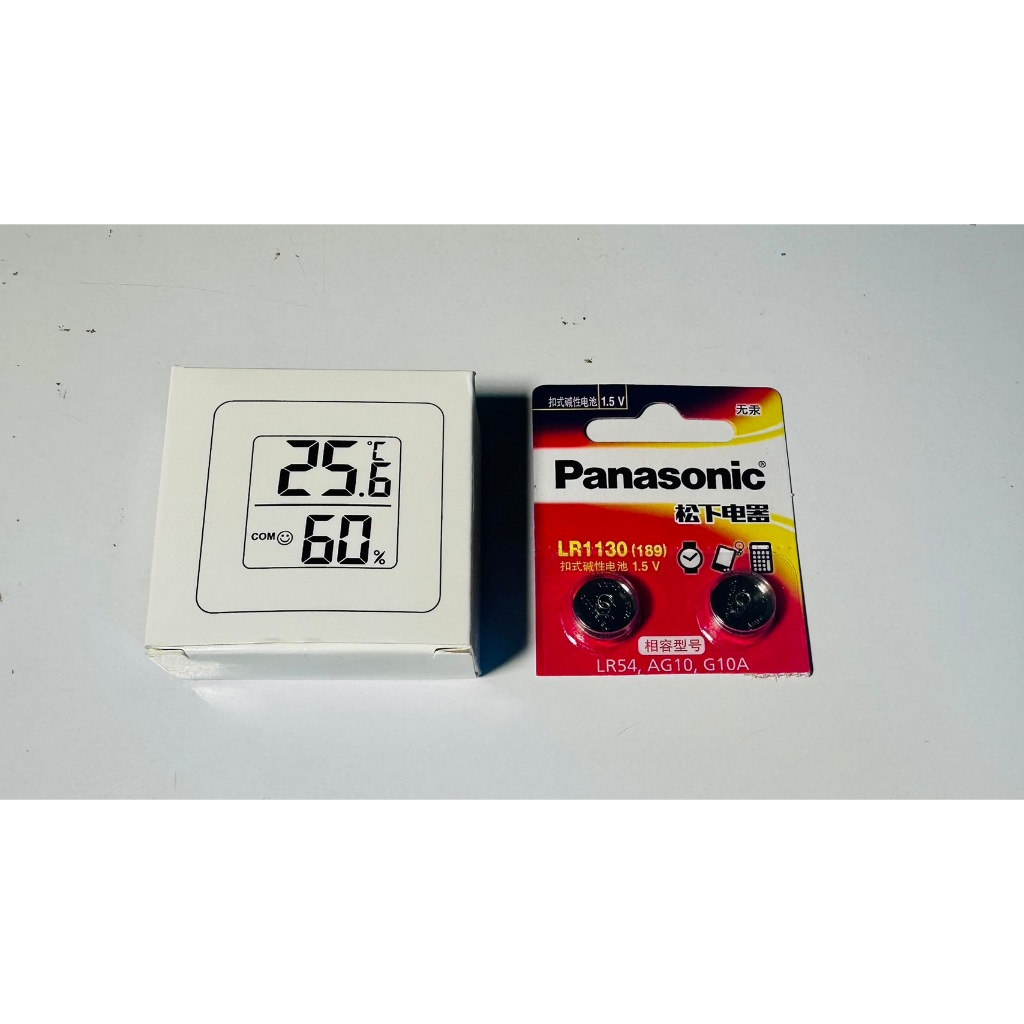 25.6℃
COM 60%
扣式碱性电池 1.5 V
无汞
Panasonic®
松下电器
LR1130 (189)
扣式碱性电池 1.5 V
相容型号
LR54, AG10, G10A